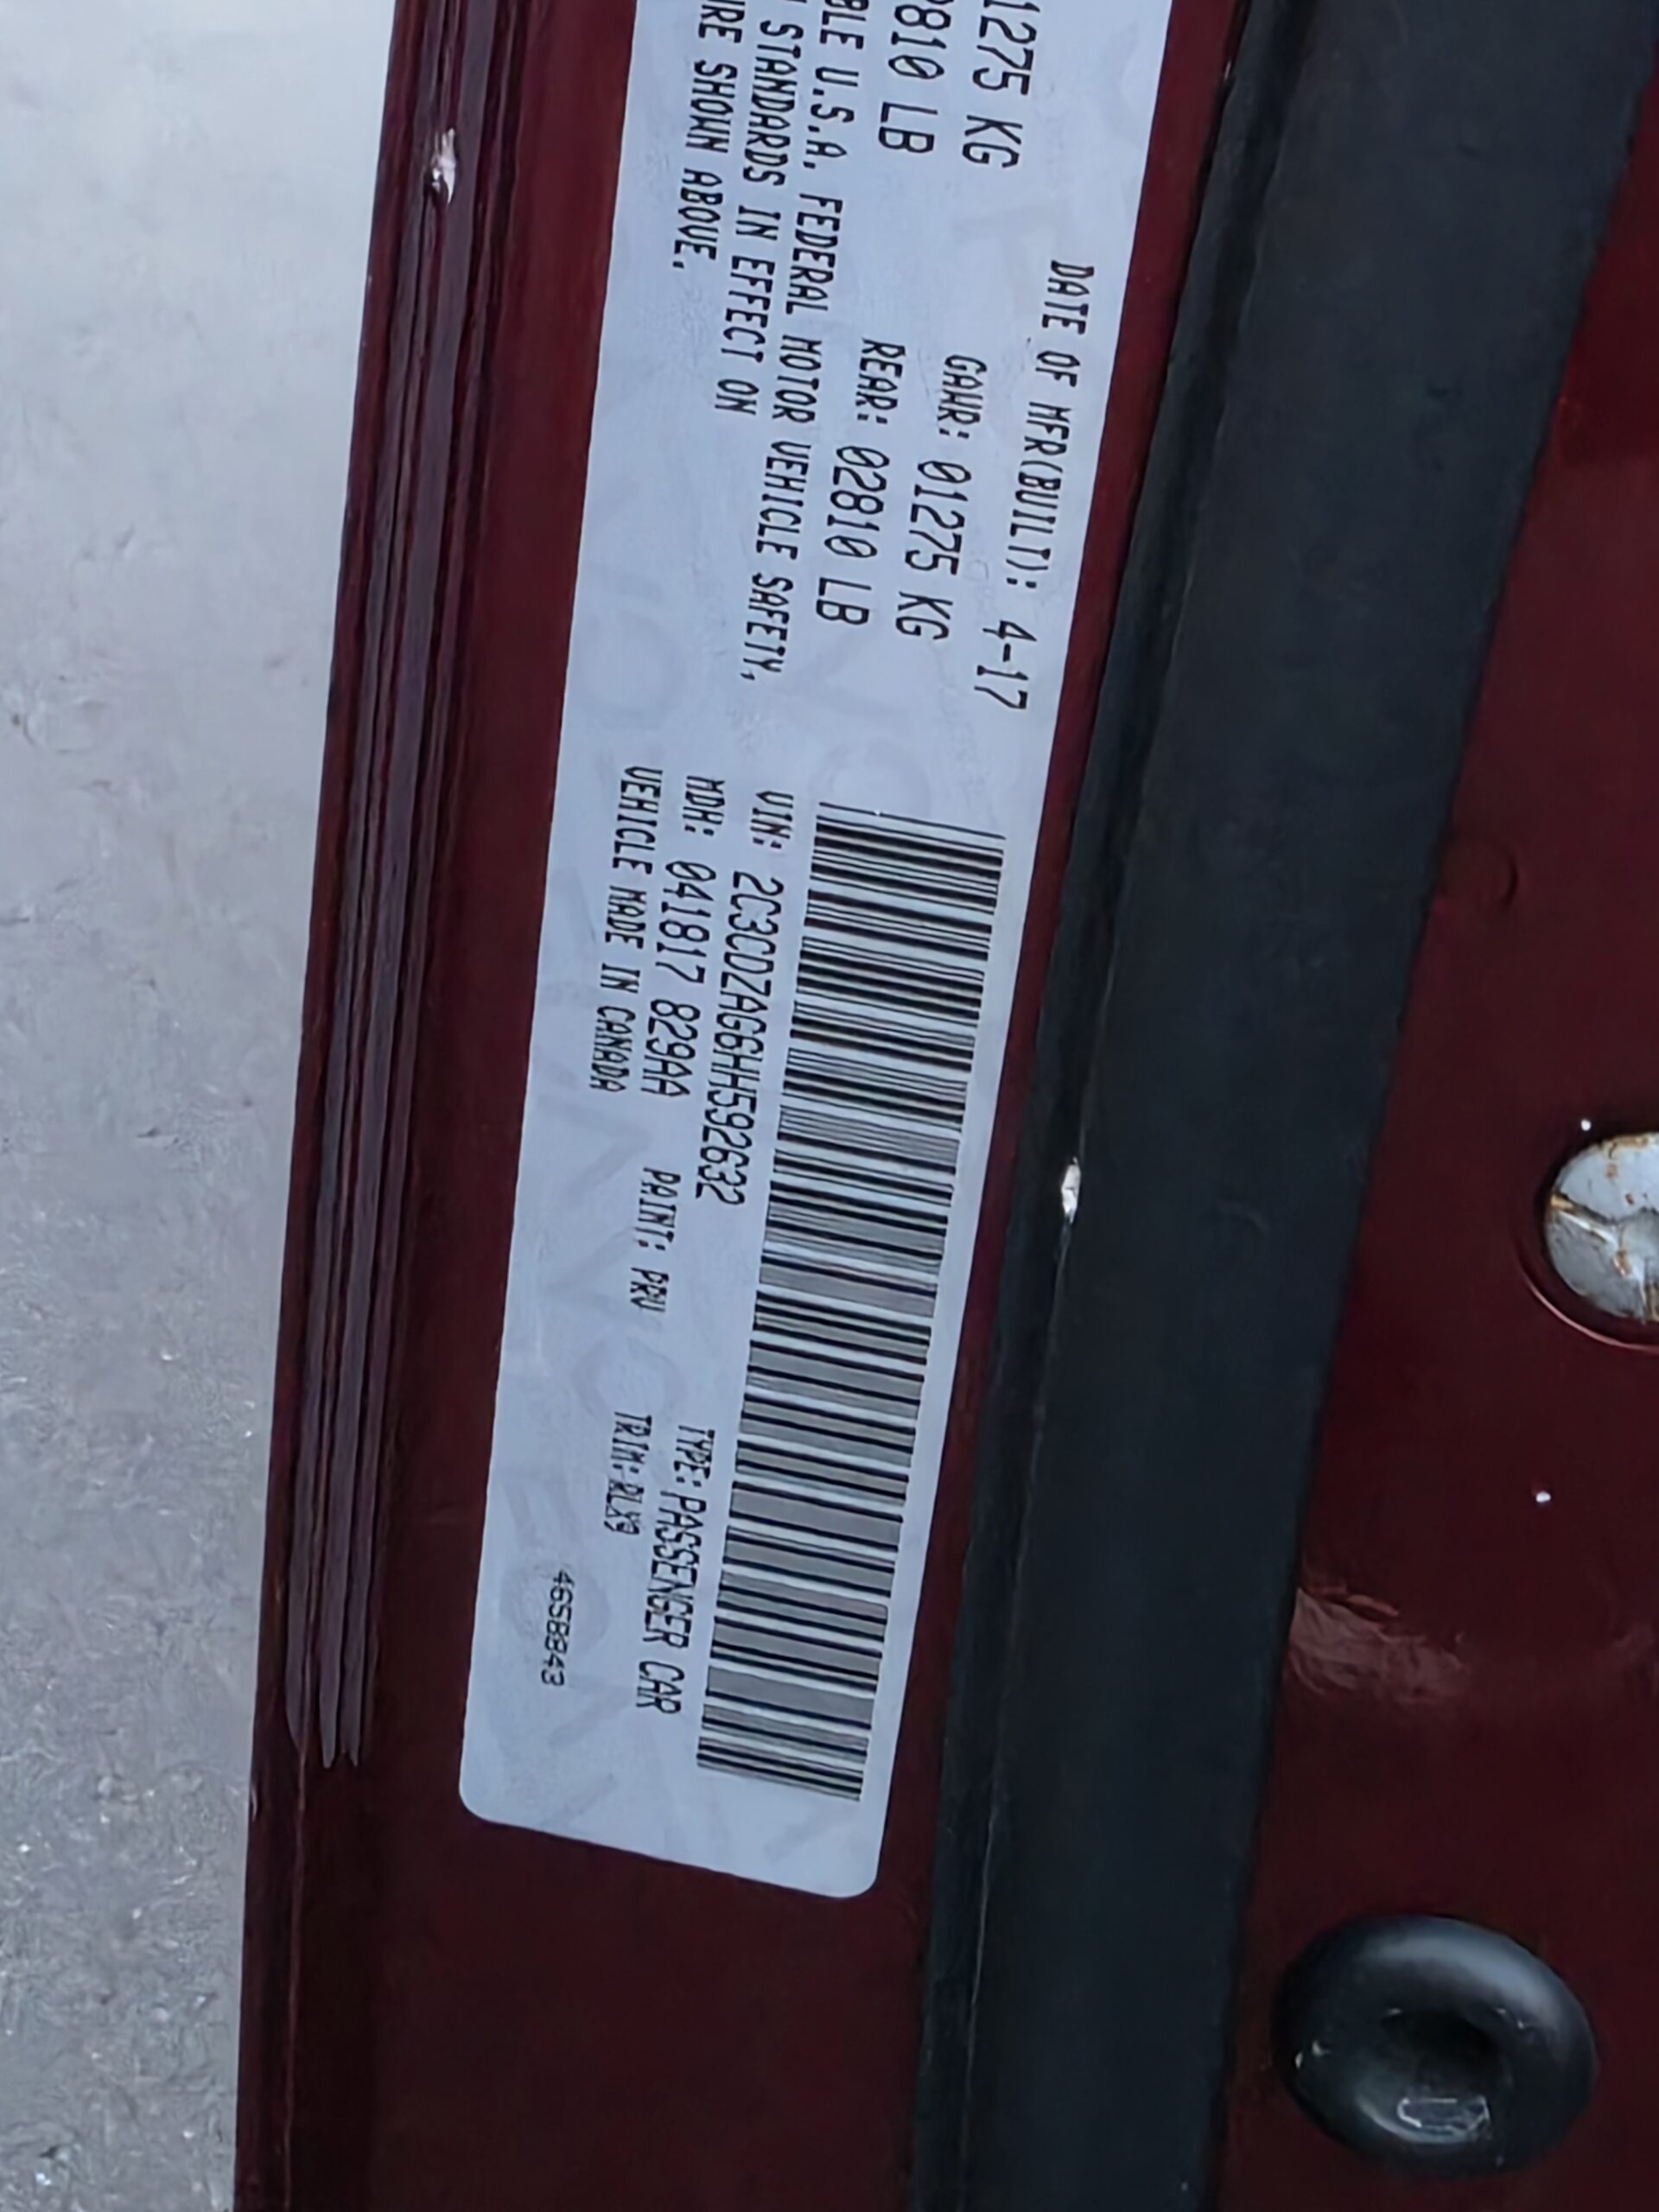 DATE OF MFR(BUILT): 4-17
1275 KG GAWR: 01275 KG
2810 LB REAR: 02810 LB
BLE U.S.A. FEDERAL MOTOR VEHICLE SAFETY,
STANDARDS IN EFFECT ON
URE SHOWN ABOVE.
VIN: 2C3CDZAG6HH592632 TYPE:PASSENGER CAR
MDH: 041817 829AA PAINT: PRV TRIM:RLX9
VEHICLE MADE IN CANADA
4658843